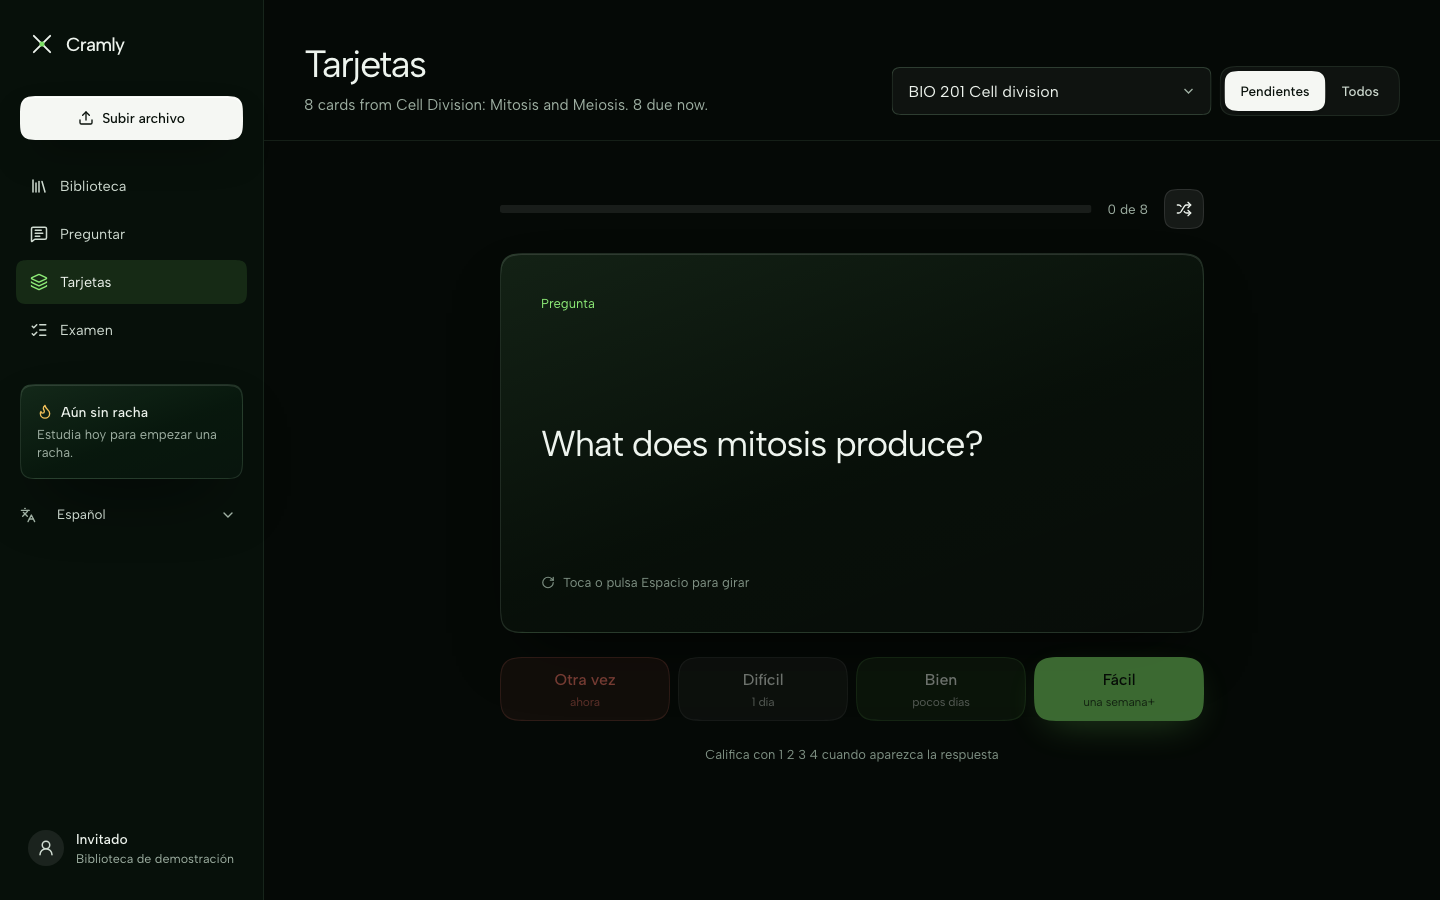 Cramly
Subir archivo
Biblioteca
Preguntar
Tarjetas
Examen
Aún sin racha
Estudia hoy para empezar una
racha.
Español
Invitado
Biblioteca de demostración
Tarjetas
8 cards from Cell Division: Mitosis and Meiosis. 8 due now.
BIO 201 Cell division
Pendientes
Todos
0 de 8
Pregunta
What does mitosis produce?
Toca o pulsa Espacio para girar
Otra vez
ahora
Difícil
1 día
Bien
pocos días
Fácil
una semana+
Califica con 1 2 3 4 cuando aparezca la respuesta